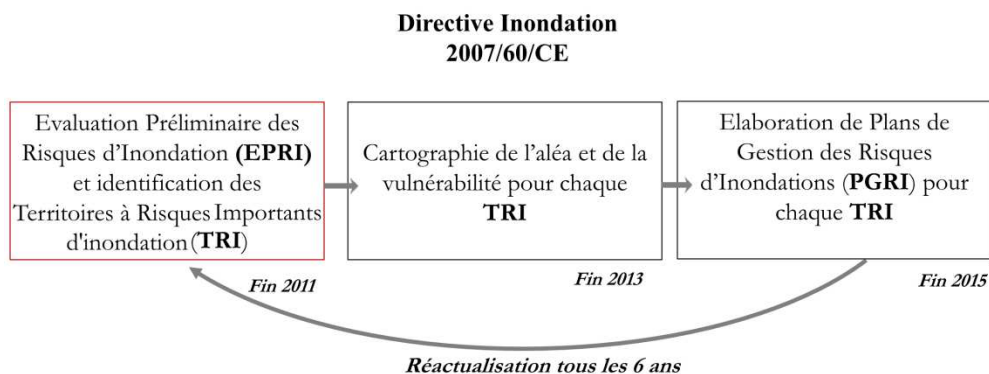 Directive Inondation
2007/60/CE
Evaluation Préliminaire des
Risques d'Inondation (EPRI)
et identification des
Territoires à Risques Importants
d'inondation (TRI)
Fin 2011
Cartographie de l'aléa et de la
vulnérabilité pour chaque
TRI
Fin 2013
Elaboration de Plans de
Gestion des Risques
d'Inondations (PGRI) pour
chaque TRI
Fin 2015
Réactualisation tous les 6 ans